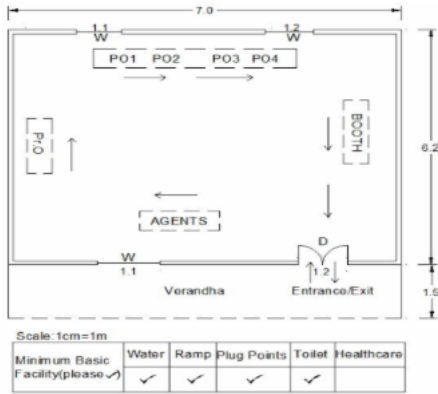 7.0
1.1 1.2
W W
PO1 PO2 PO3 PO4
Pr.O
BOOTH
6.2
AGENTS
W D
1.1 1.2
Verandha Entrance/Exit
1.5
Scale:1cm=1m
Minimum Basic Facility(please ✓) Water Ramp Plug Points Toilet Healthcare
✓ ✓ ✓ ✓